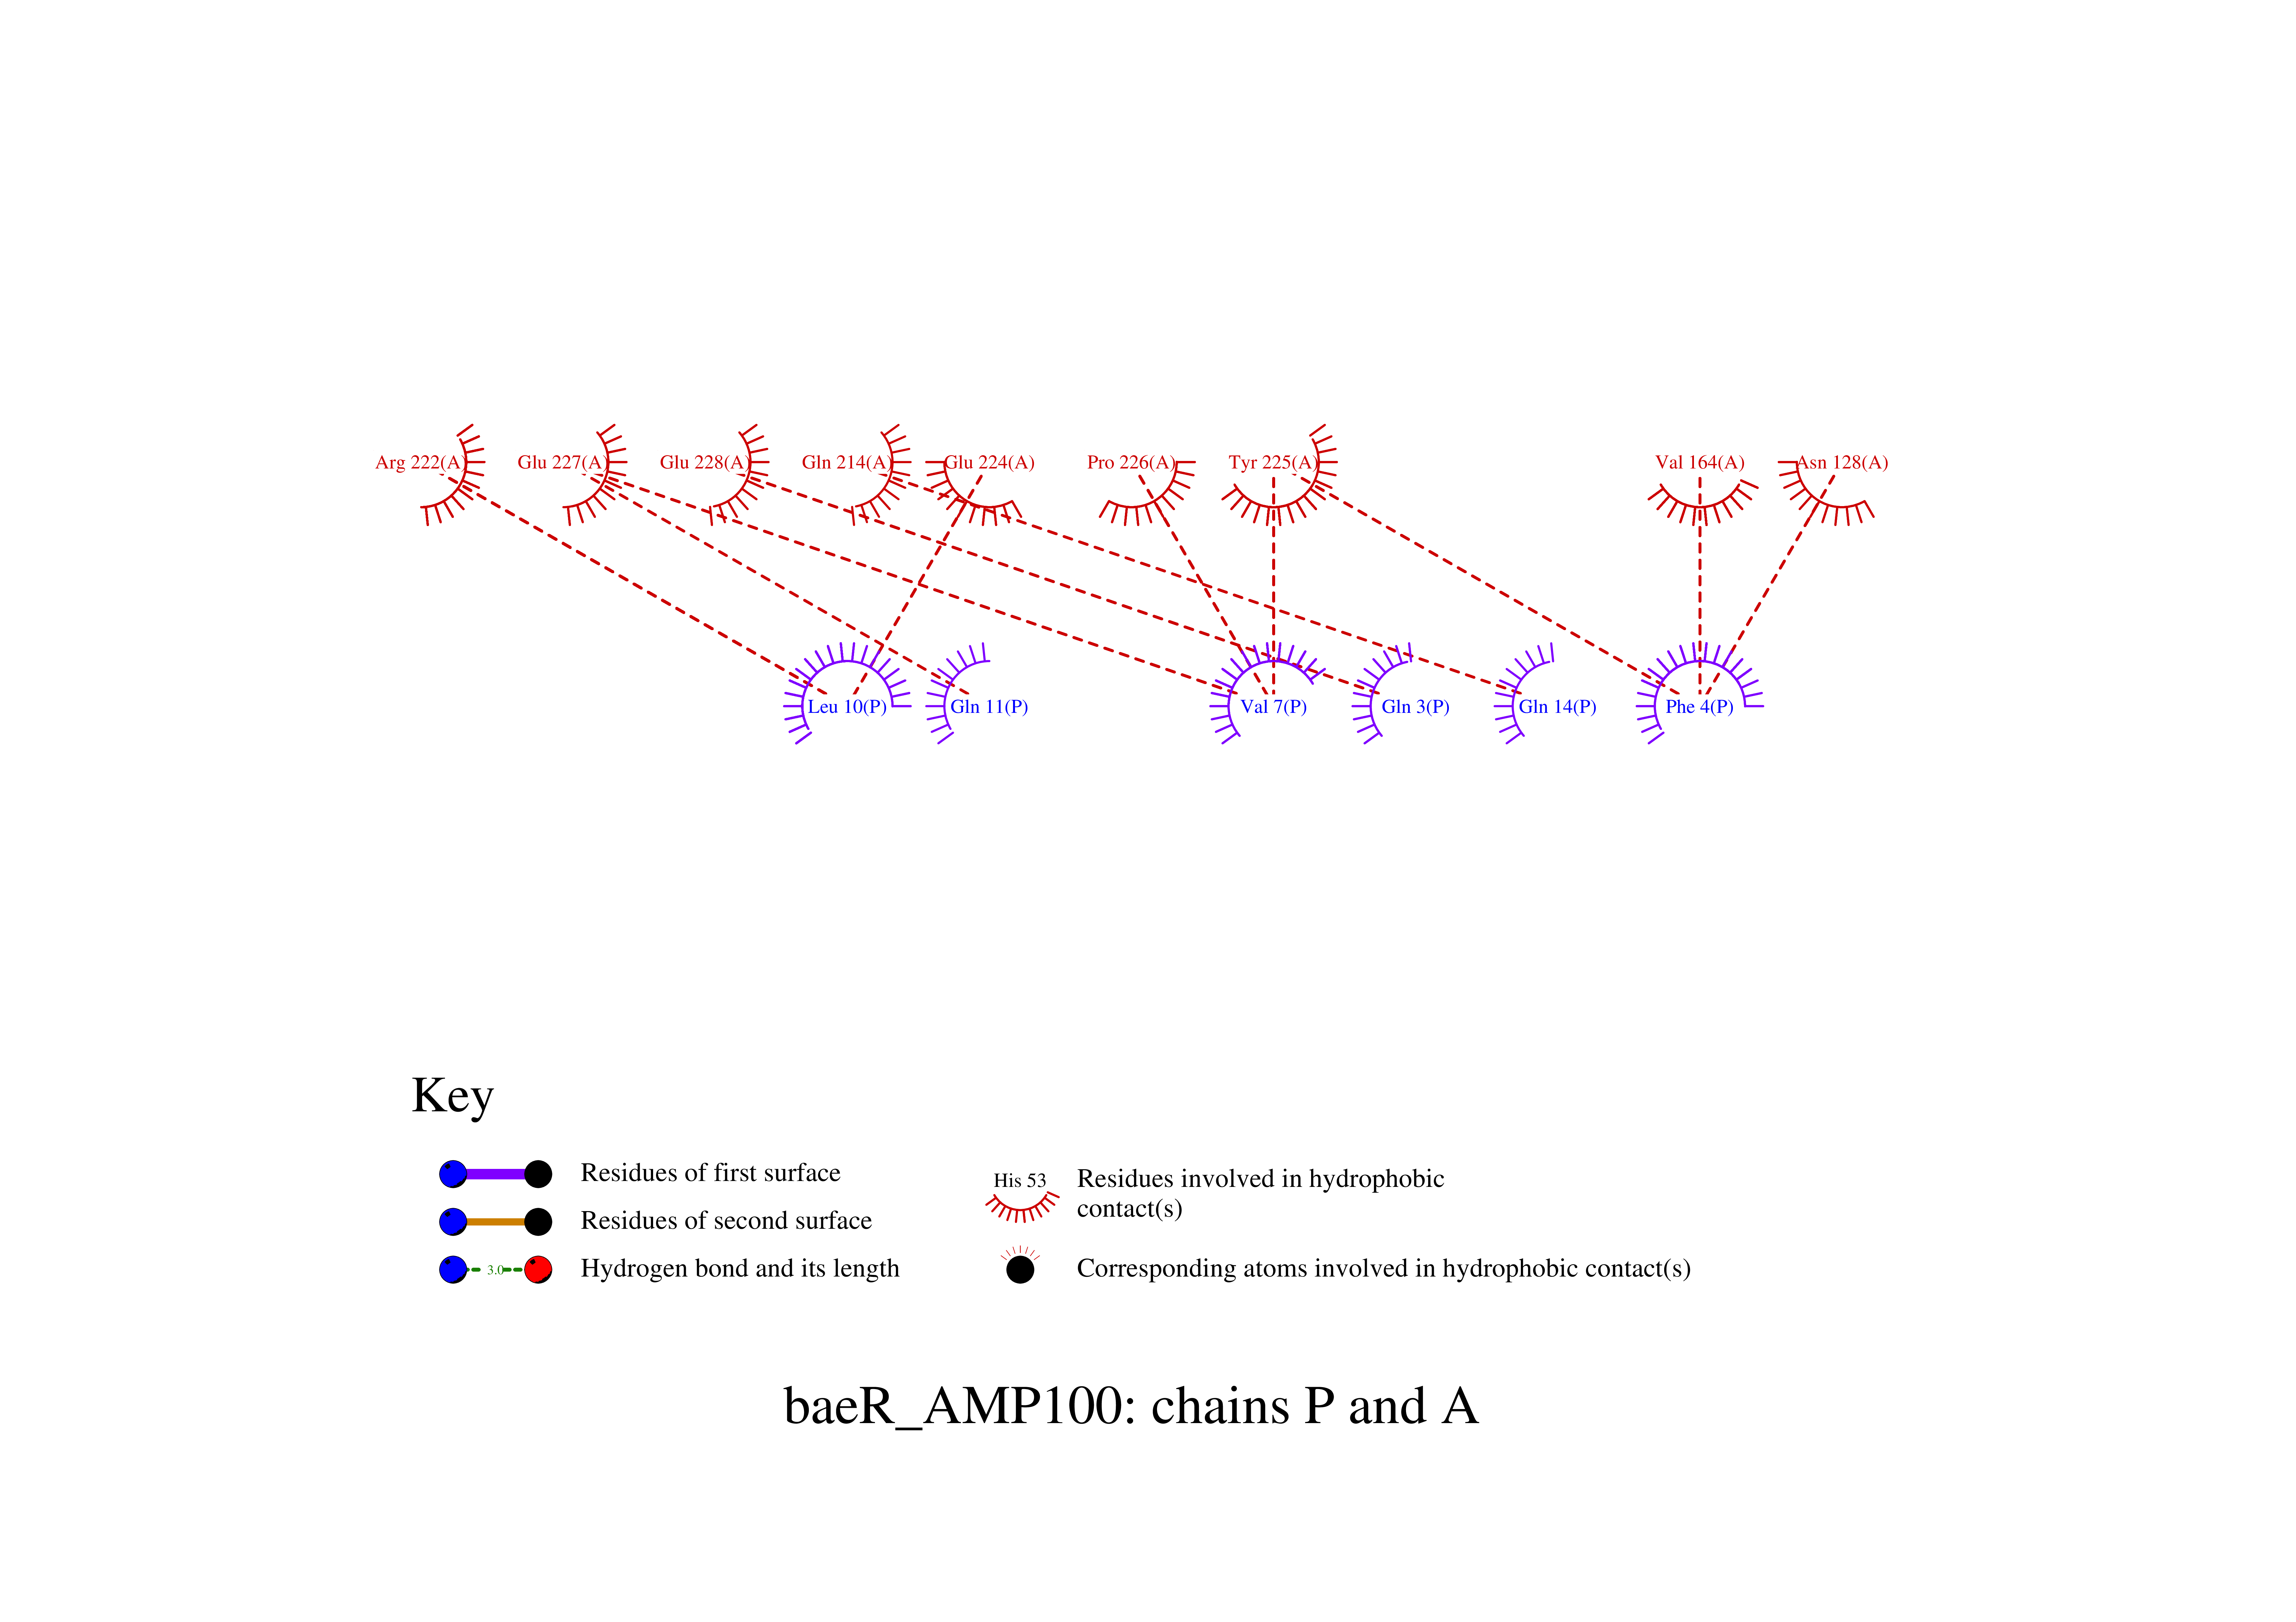 Arg 222(A) Glu 227(A) Glu 228(A) Gln 214(A) Glu 224(A) Pro 226(A) Tyr 225(A) Val 164(A) Asn 128(A)
Leu 10(P) Gln 11(P) Val 7(P) Gln 3(P) Gln 14(P) Phe 4(P)
Key
Residues of first surface
Residues of second surface
3.0 Hydrogen bond and its length
His 53 Residues involved in hydrophobic
contact(s)
Corresponding atoms involved in hydrophobic contact(s)
baeR_AMP100: chains P and A